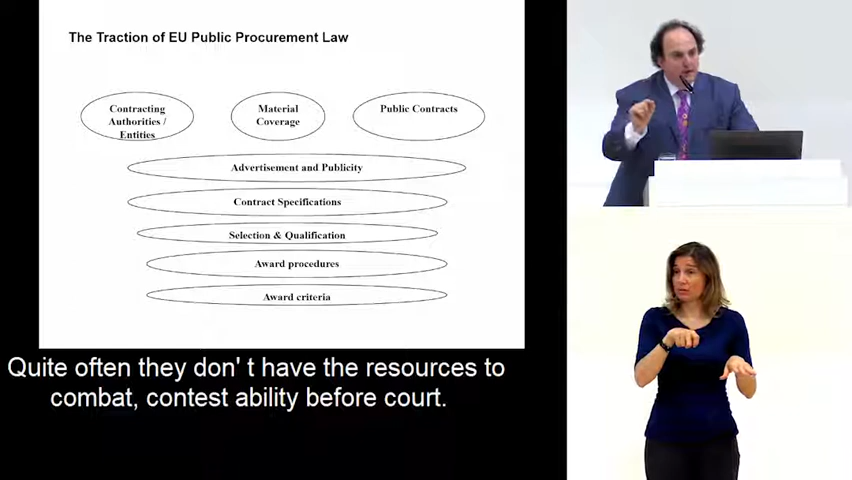 The Traction of EU Public Procurement Law
Contracting
Authorities /
Entities
Material
Coverage
Public Contracts
Advertisement and Publicity
Contract Specifications
Selection & Qualification
Award procedures
Award criteria
Quite often they don' t have the resources to
combat, contest ability before court.